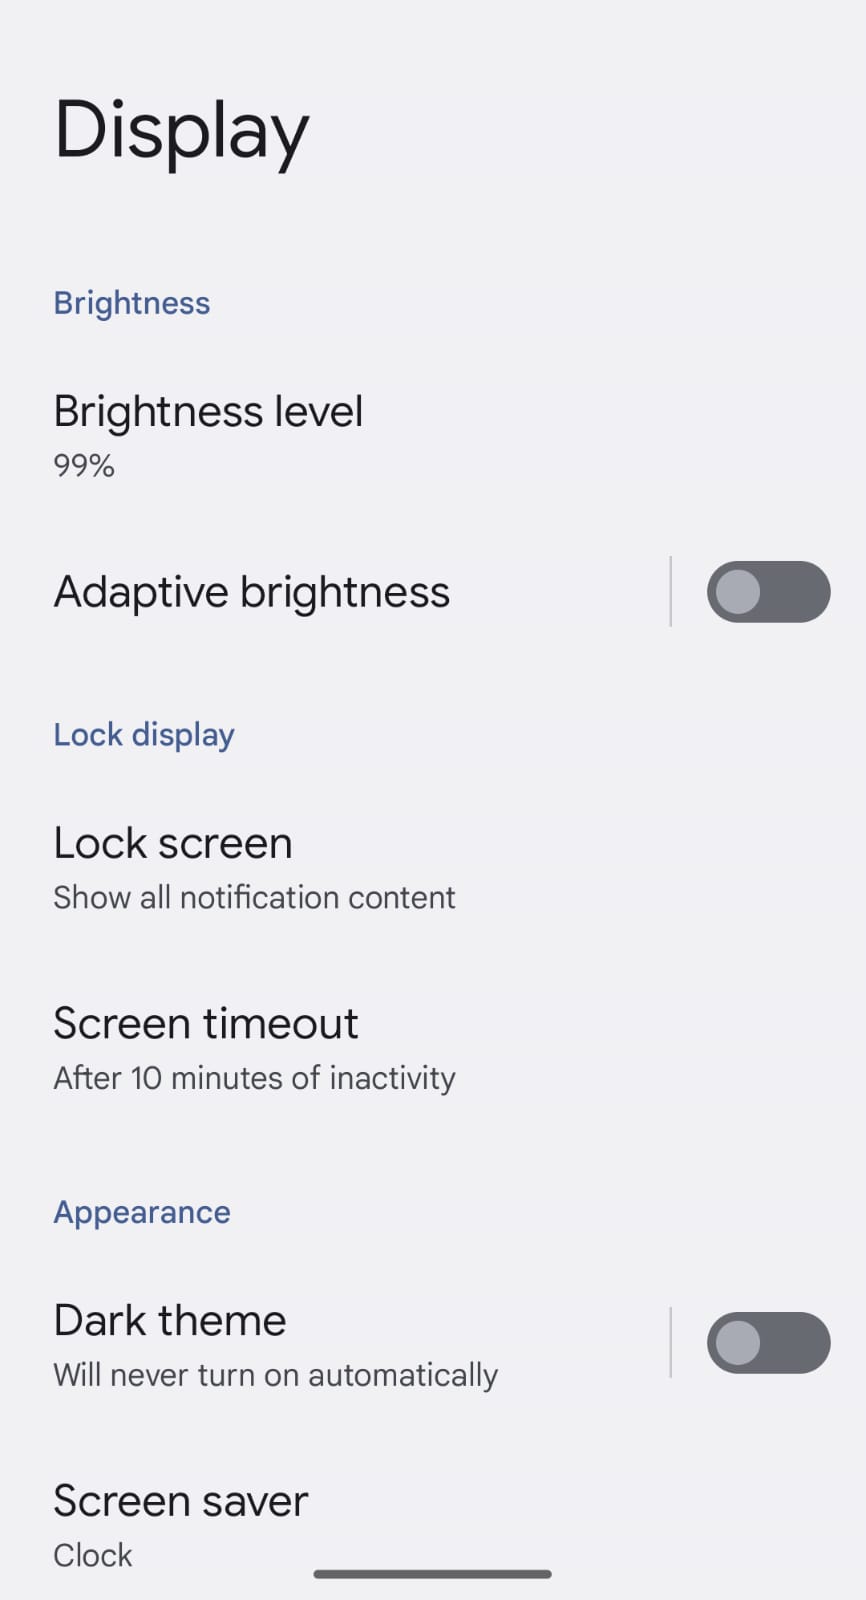 Display
Brightness
Brightness level
99%
Adaptive brightness
Lock display
Lock screen
Show all notification content
Screen timeout
After 10 minutes of inactivity
Appearance
Dark theme
Will never turn on automatically
Screen saver
Clock